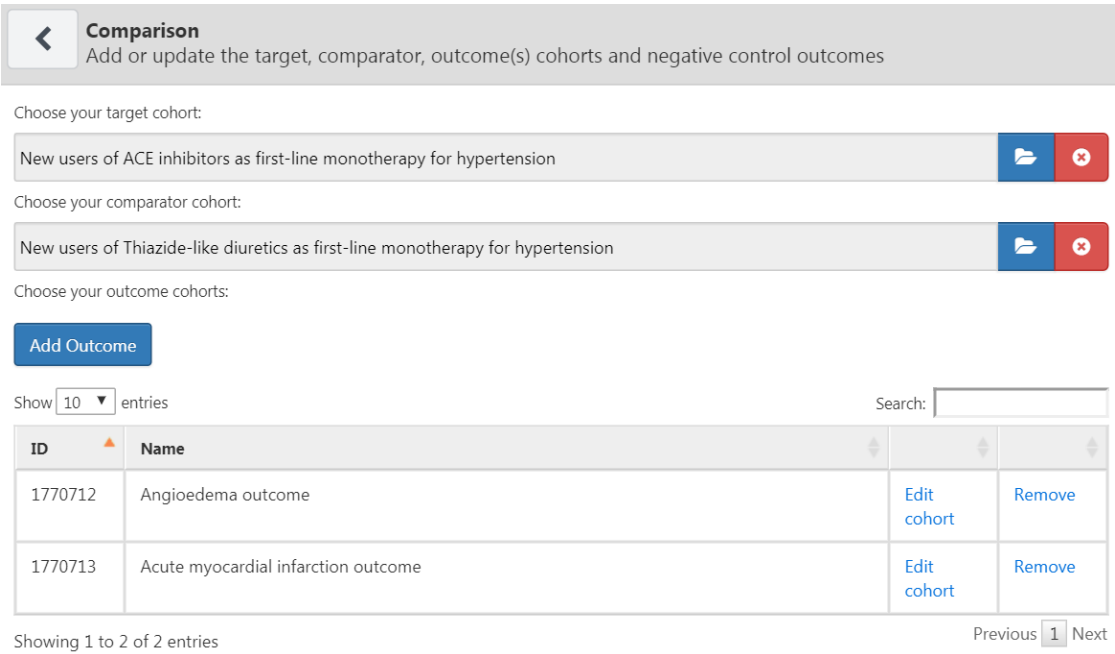 Comparison
Add or update the target, comparator, outcome(s) cohorts and negative control outcomes
Choose your target cohort:
New users of ACE inhibitors as first-line monotherapy for hypertension
Choose your comparator cohort:
New users of Thiazide-like diuretics as first-line monotherapy for hypertension
Choose your outcome cohorts:
Add Outcome
Show 10 entries Search:
ID Name
1770712 Angioedema outcome Edit cohort Remove
1770713 Acute myocardial infarction outcome Edit cohort Remove
Showing 1 to 2 of 2 entries Previous 1 Next